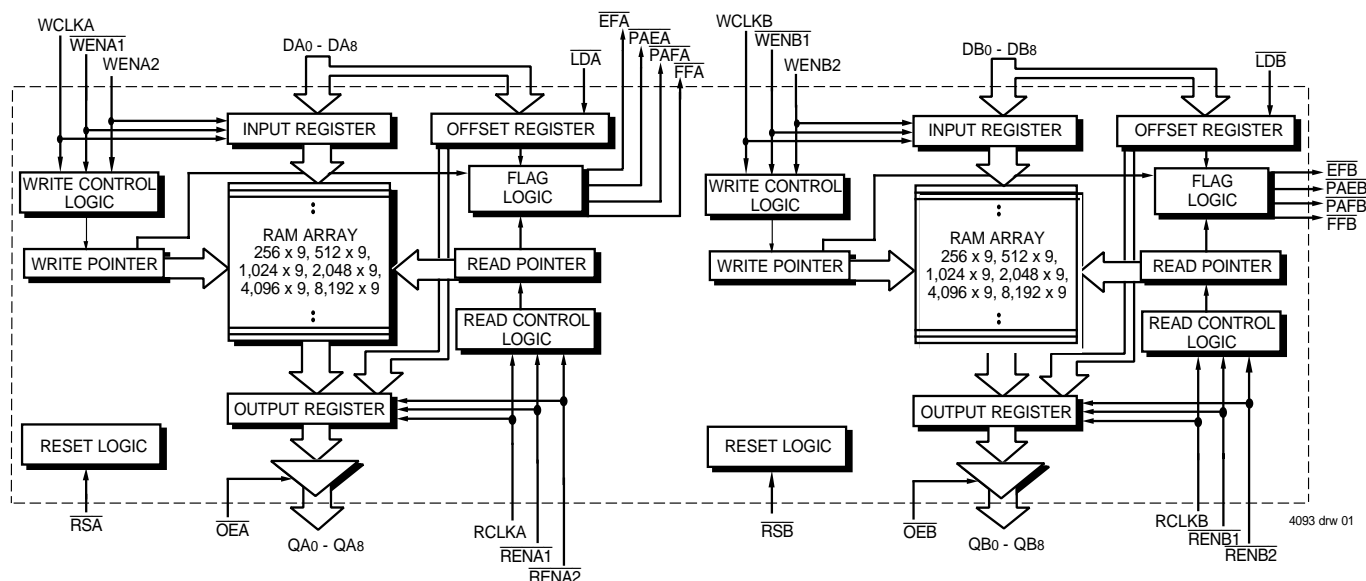 WCLKA
WENA1
WENA2
DA0 - DA8
LDA
EFA
PAEA
PAFA
FFA
INPUT REGISTER
OFFSET REGISTER
WRITE CONTROL
LOGIC
FLAG
LOGIC
RAM ARRAY
256 x 9, 512 x 9,
1,024 x 9, 2,048 x 9,
4,096 x 9, 8,192 x 9
WRITE POINTER
READ POINTER
READ CONTROL
LOGIC
OUTPUT REGISTER
RESET LOGIC
RSA
OEA
QA0 - QA8
RCLKA
RENA1
RENA2
WCLKB
WENB1
WENB2
DB0 - DB8
LDB
INPUT REGISTER
OFFSET REGISTER
WRITE CONTROL
LOGIC
FLAG
LOGIC
EFB
PAEB
PAFB
FFB
RAM ARRAY
256 x 9, 512 x 9,
1,024 x 9, 2,048 x 9,
4,096 x 9, 8,192 x 9
WRITE POINTER
READ POINTER
READ CONTROL
LOGIC
OUTPUT REGISTER
RESET LOGIC
RSB
OEB
QB0 - QB8
RCLKB
RENB1
RENB2
4093 drw 01